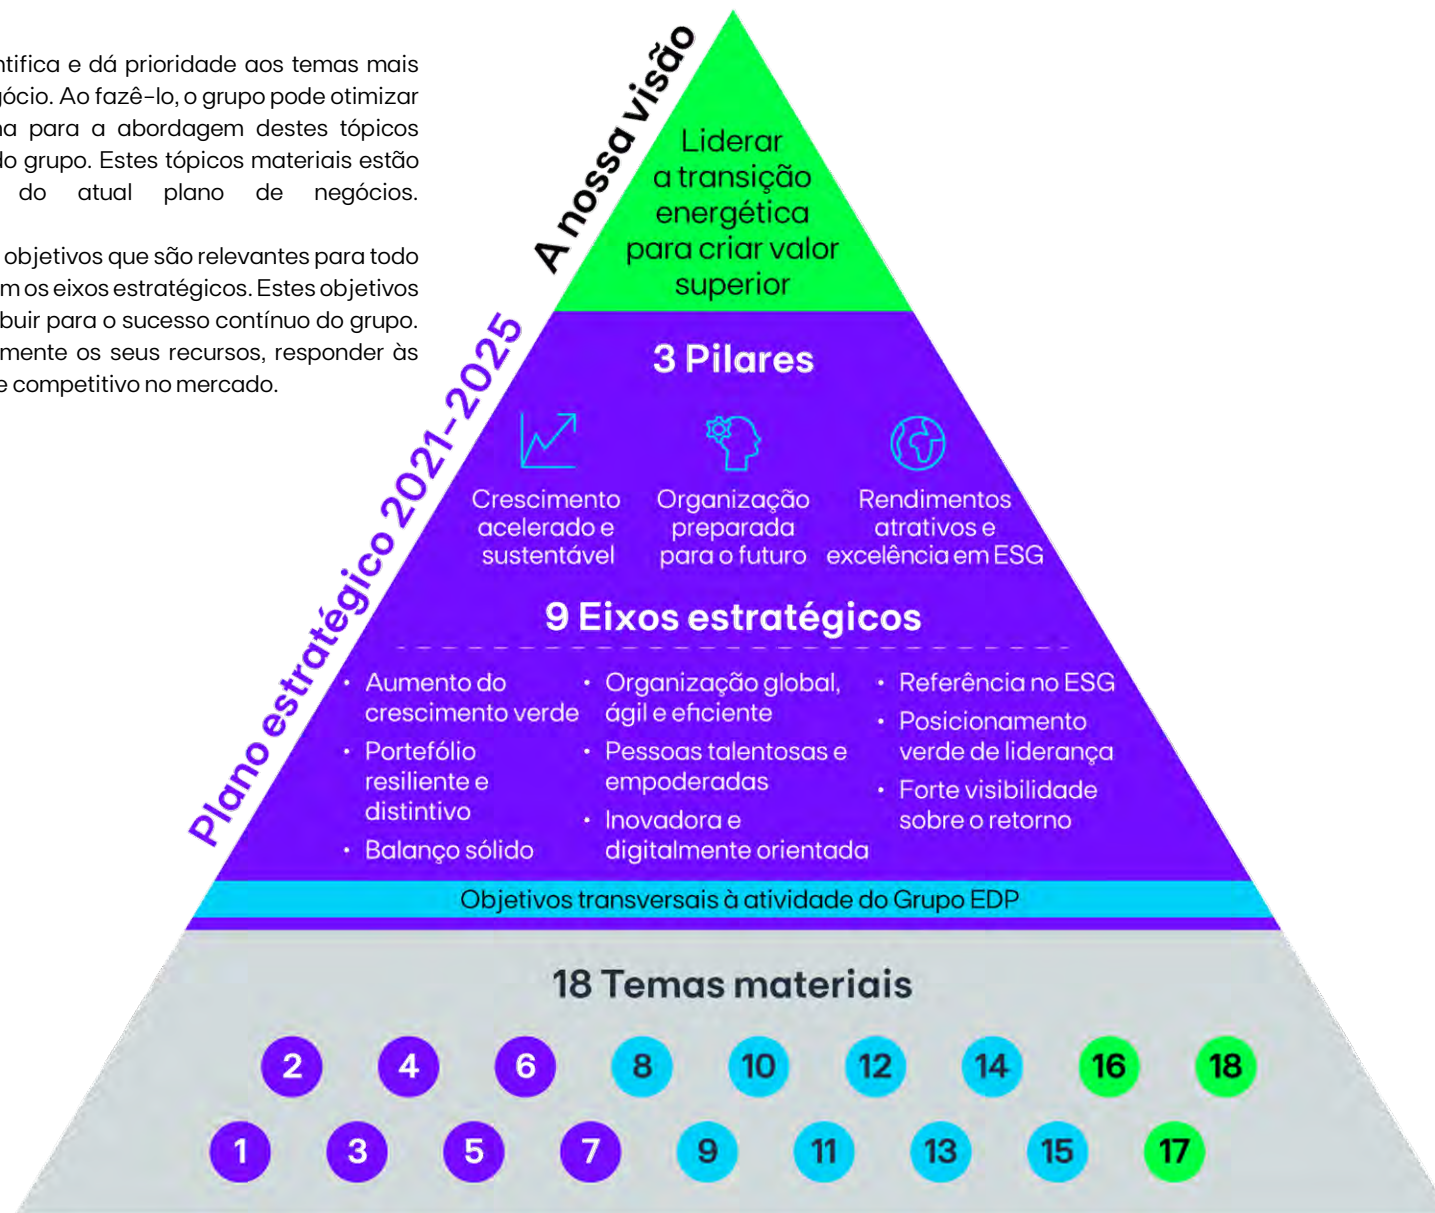 ntifica e dá prioridade aos temas mais
gócio. Ao fazê-lo, o grupo pode otimizar
na para a abordagem destes tópicos
do grupo. Estes tópicos materiais estão
do atual plano de negócios.
objetivos que são relevantes para todo
m os eixos estratégicos. Estes objetivos
buir para o sucesso contínuo do grupo.
mente os seus recursos, responder às
e competitivo no mercado.
A nossa visão
Liderar
a transição
energética
para criar valor
superior
Plano estratégico 2021-2025
3 Pilares
Crescimento
acelerado e
sustentável
Organização
preparada
para o futuro
Rendimentos
atrativos e
excelência em ESG
9 Eixos estratégicos
• Aumento do
crescimento verde
• Portefólio
resiliente e
distintivo
• Balanço sólido
• Organização global,
ágil e eficiente
• Pessoas talentosas e
empoderadas
• Inovadora e
digitalmente orientada
• Referência no ESG
• Posicionamento
verde de liderança
• Forte visibilidade
sobre o retorno
Objetivos transversais à atividade do Grupo EDP
18 Temas materiais
2 4 6 8 10 12 14 16 18
1 3 5 7 9 11 13 15 17